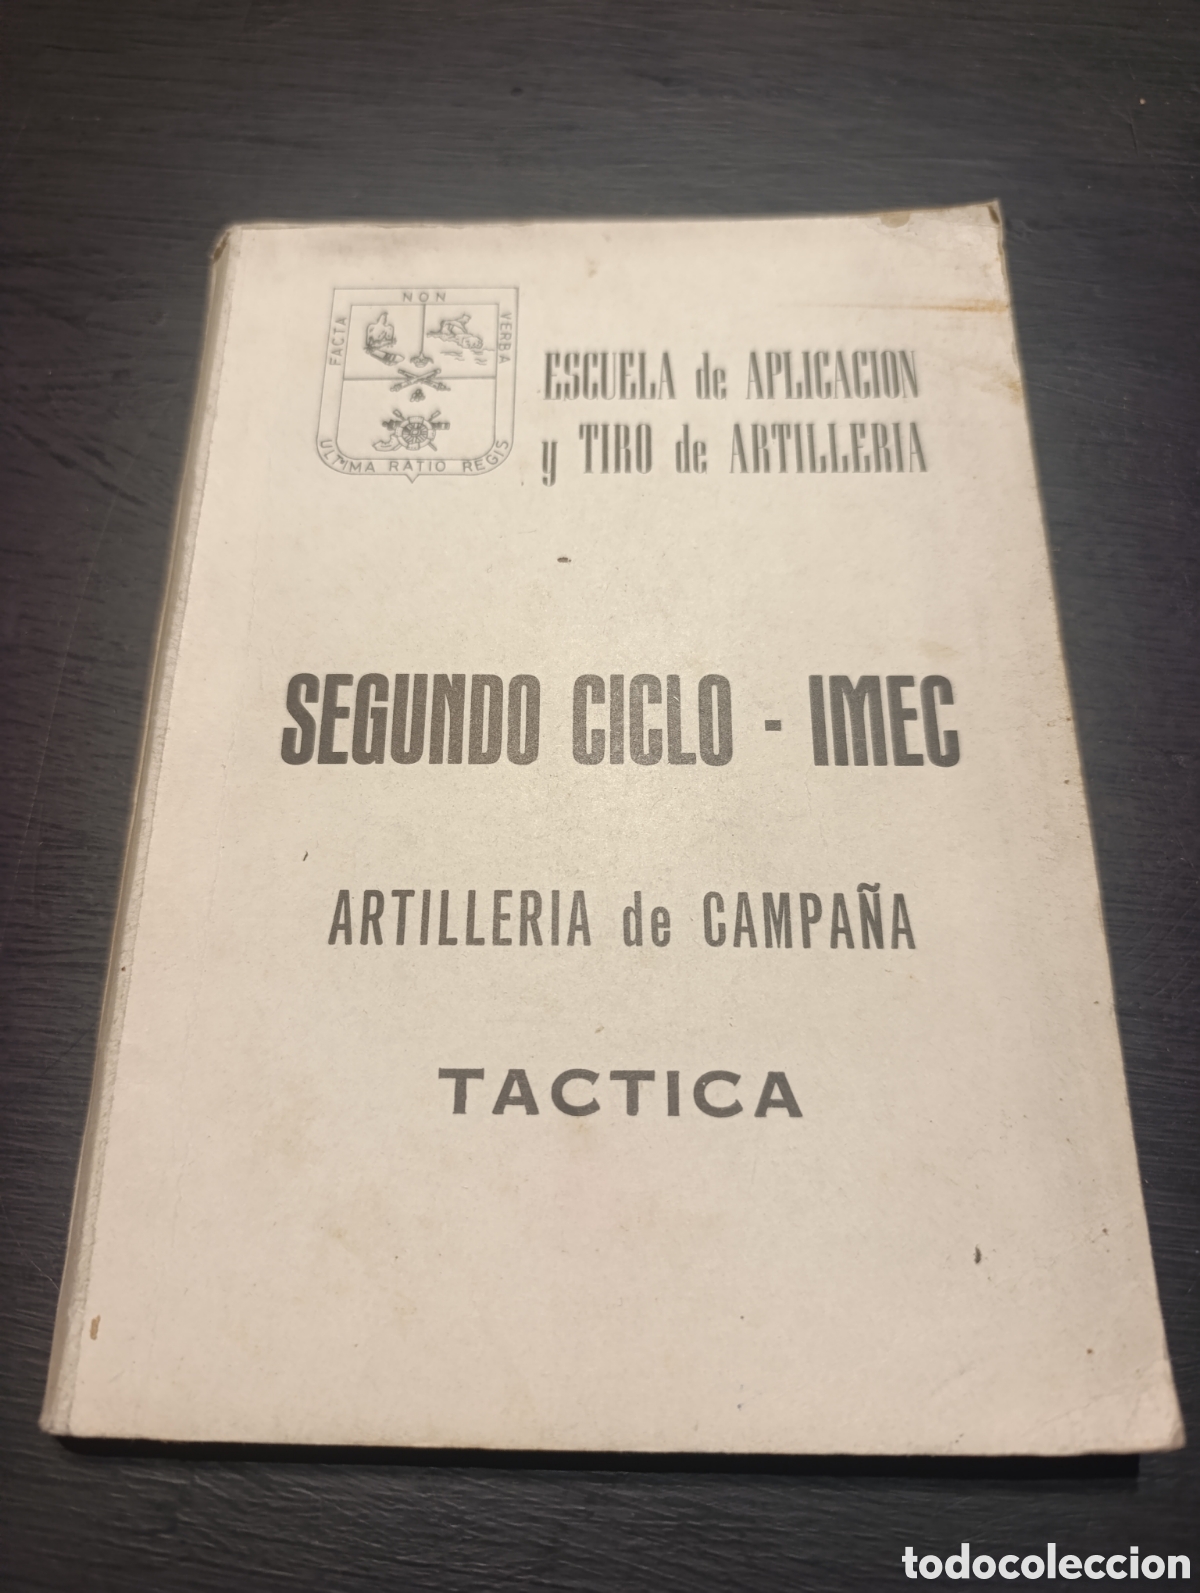 NON
FACTA
VERBA
ULTIMA RATIO REGIS
ESCUELA de APLICACION
y TIRO de ARTILLERIA
SEGUNDO CICLO - IMEC
ARTILLERIA de CAMPAÑA
TACTICA
todocoleccion